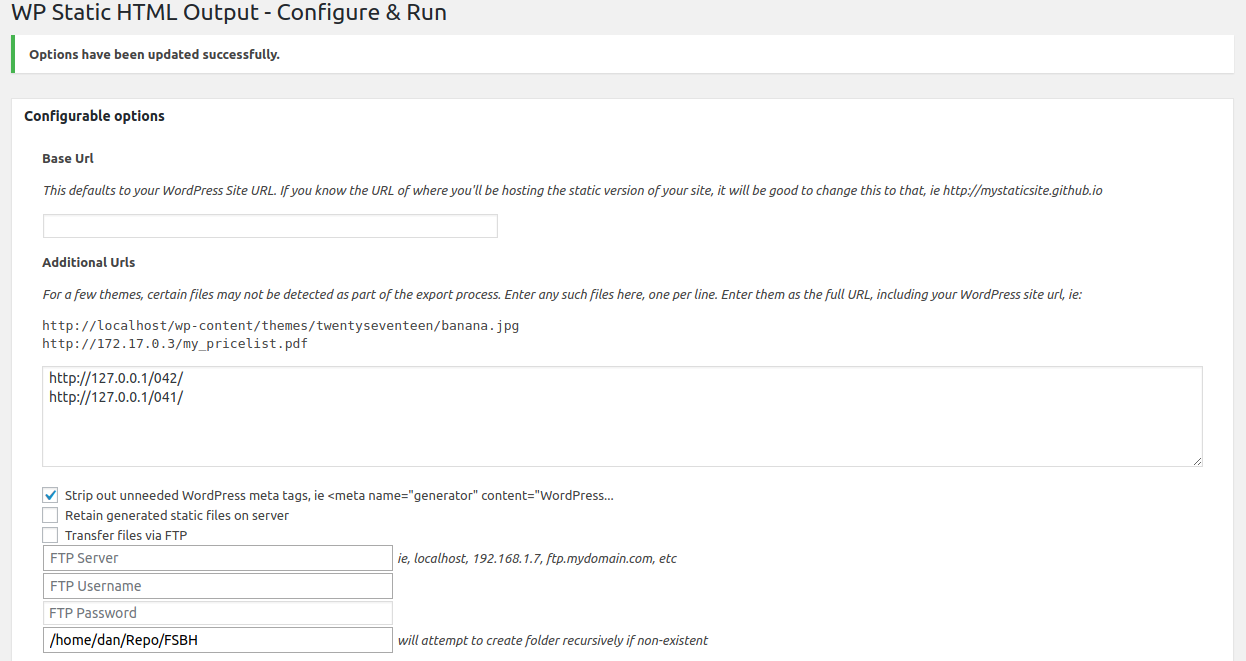 WP Static HTML Output - Configure & Run
Options have been updated successfully.
Configurable options
Base Url
This defaults to your WordPress Site URL. If you know the URL of where you'll be hosting the static version of your site, it will be good to change this to that, ie http://mystaticsite.github.io
Additional Urls
For a few themes, certain files may not be detected as part of the export process. Enter any such files here, one per line. Enter them as the full URL, including your WordPress site url, ie:
http://localhost/wp-content/themes/twentyseventeen/banana.jpg
http://172.17.0.3/my_pricelist.pdf
http://127.0.0.1/042/
http://127.0.0.1/041/
Strip out unneeded WordPress meta tags, ie <meta name="generator" content="WordPress...
Retain generated static files on server
Transfer files via FTP
FTP Server ie, localhost, 192.168.1.7, ftp.mydomain.com, etc
FTP Username
FTP Password
/home/dan/Repo/FSBH will attempt to create folder recursively if non-existent